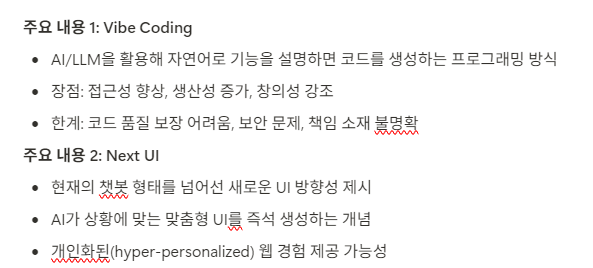 주요 내용 1: Vibe Coding
• AI/LLM을 활용해 자연어로 기능을 설명하면 코드를 생성하는 프로그래밍 방식
• 장점: 접근성 향상, 생산성 증가, 창의성 강조
• 한계: 코드 품질 보장 어려움, 보안 문제, 책임 소재 불명확
주요 내용 2: Next UI
• 현재의 챗봇 형태를 넘어선 새로운 UI 방향성 제시
• AI가 상황에 맞는 맞춤형 UI를 즉석 생성하는 개념
• 개인화된(hyper-personalized) 웹 경험 제공 가능성